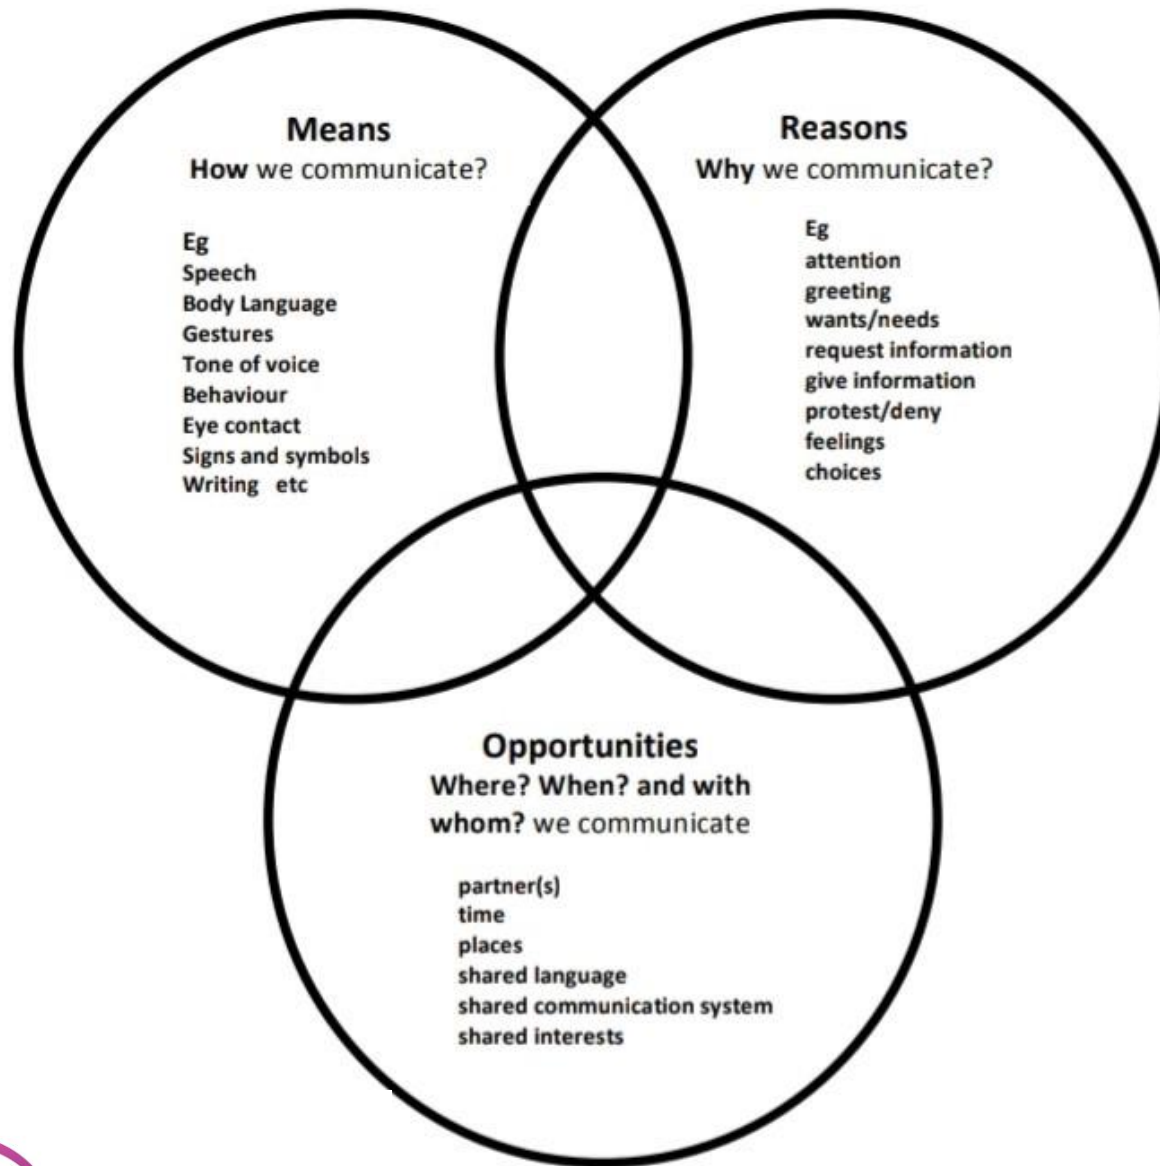 Means
How we communicate?
Eg
Speech
Body Language
Gestures
Tone of voice
Behaviour
Eye contact
Signs and symbols
Writing etc
Reasons
Why we communicate?
Eg
attention
greeting
wants/needs
request information
give information
protest/deny
feelings
choices
Opportunities
Where? When? and with
whom? we communicate
partner(s)
time
places
shared language
shared communication system
shared interests